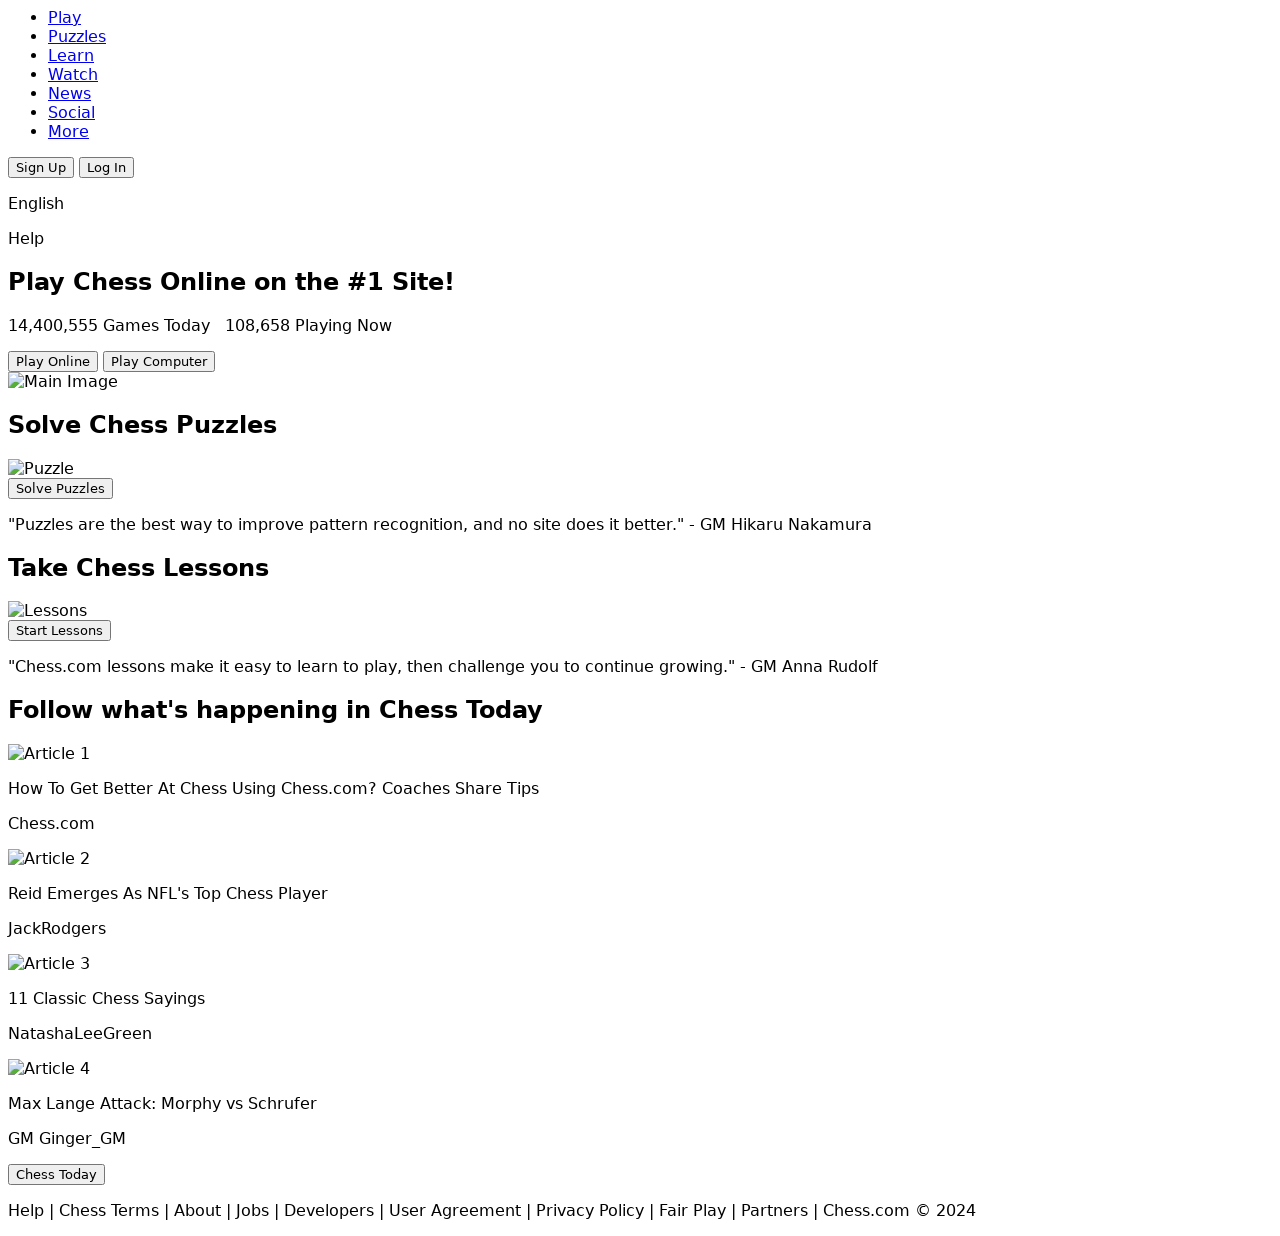 Play
Puzzles
Learn
Watch
News
Social
More
Sign Up Log In
English
Help
Play Chess Online on the #1 Site!
14,400,555 Games Today 108,658 Playing Now
Play Online Play Computer
Main Image
Solve Chess Puzzles
Puzzle
Solve Puzzles
"Puzzles are the best way to improve pattern recognition, and no site does it better." - GM Hikaru Nakamura
Take Chess Lessons
Lessons
Start Lessons
"Chess.com lessons make it easy to learn to play, then challenge you to continue growing." - GM Anna Rudolf
Follow what's happening in Chess Today
Article 1
How To Get Better At Chess Using Chess.com? Coaches Share Tips
Chess.com
Article 2
Reid Emerges As NFL's Top Chess Player
JackRodgers
Article 3
11 Classic Chess Sayings
NatashaLeeGreen
Article 4
Max Lange Attack: Morphy vs Schrufer
GM Ginger_GM
Chess Today
Help | Chess Terms | About | Jobs | Developers | User Agreement | Privacy Policy | Fair Play | Partners | Chess.com © 2024